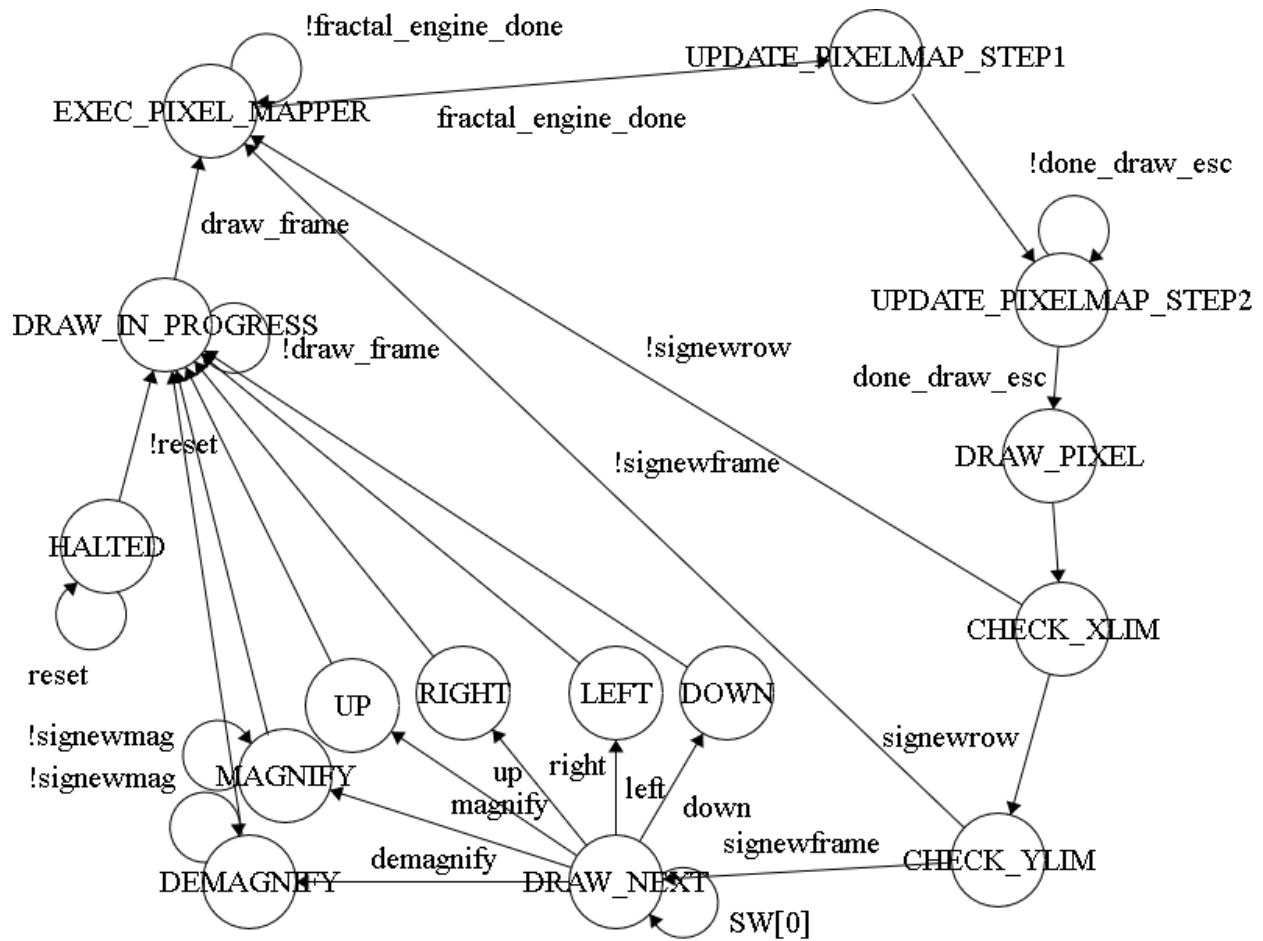 !fractal_engine_done
UPDATE_PIXELMAP_STEP1
EXEC_PIXEL_MAPPER
fractal_engine_done
!done_draw_esc
draw_frame
UPDATE_PIXELMAP_STEP2
DRAW_IN_PROGRESS
!draw_frame
!signewrow
done_draw_esc
!reset
DRAW_PIXEL
!signewframe
HALTED
CHECK_XLIM
reset
UP
RIGHT
LEFT
DOWN
!signewmag
signewrow
MAGNIFY
!signewmag
up
right
left
magnify
down
signewframe
demagnify
CHECK_YLIM
DEMAGNIFY
DRAW_NEXT
SW[0]